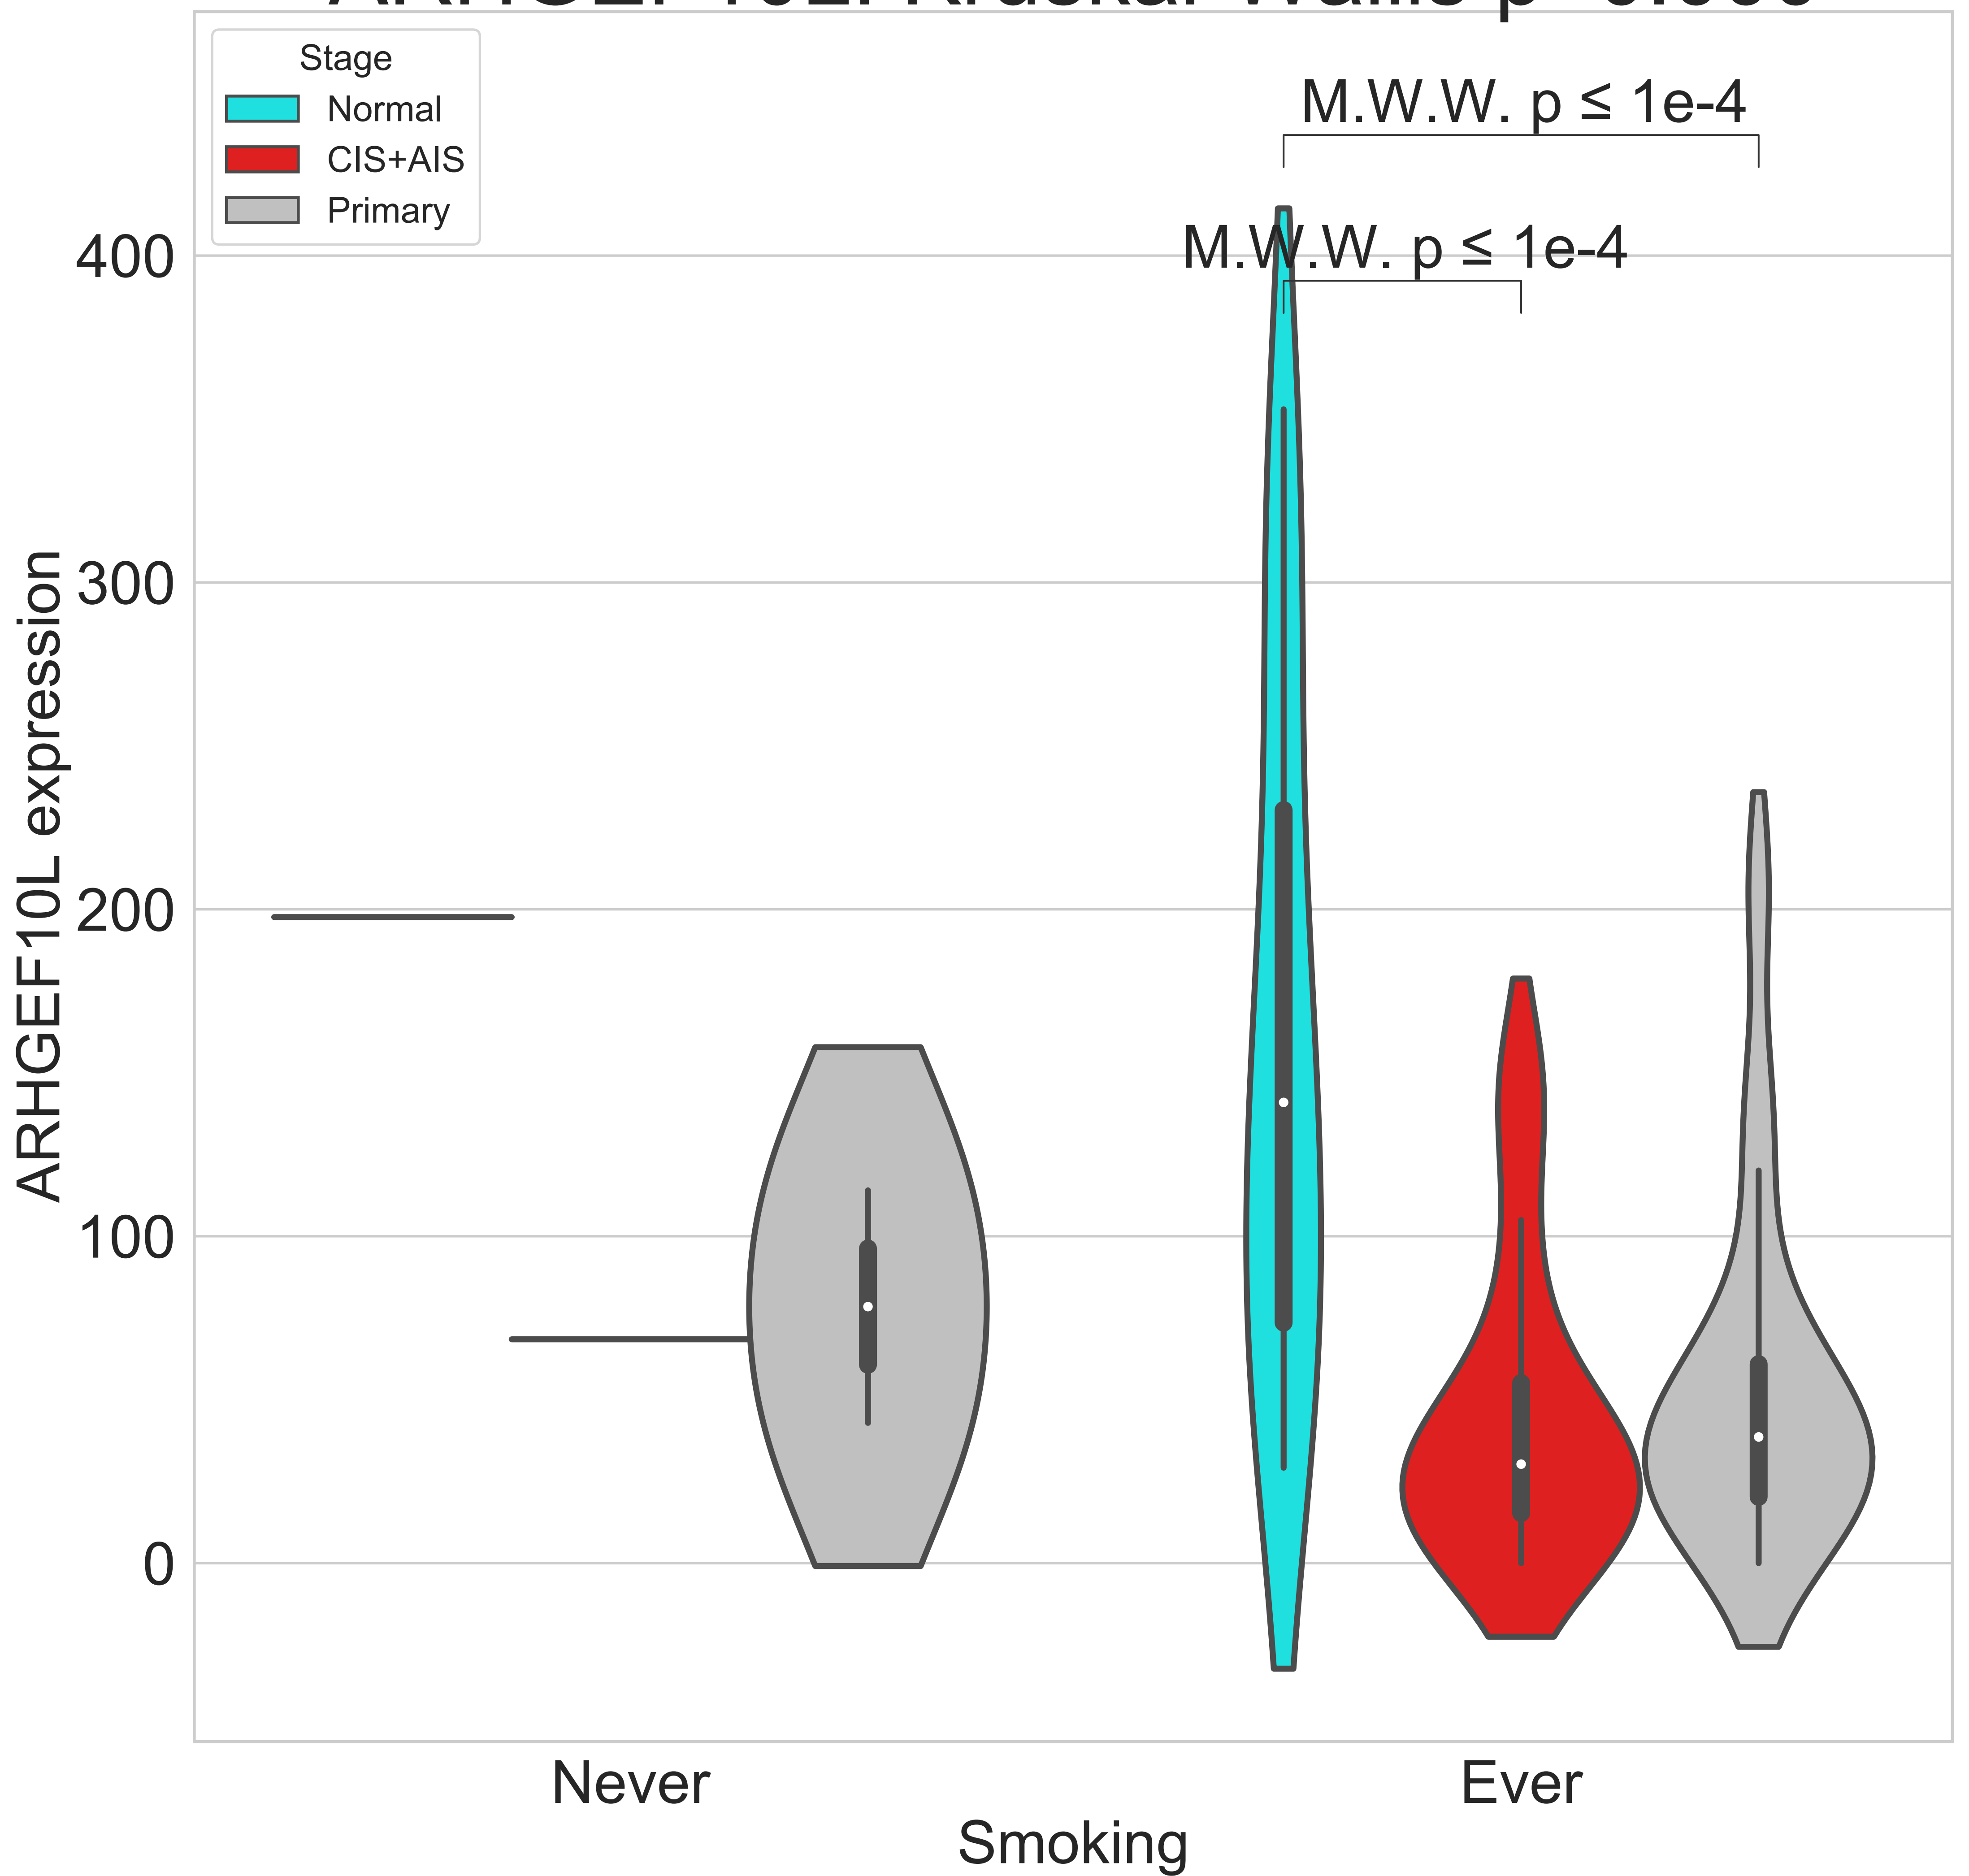 Stage
Normal
CIS+AIS
Primary
M.W.W. p ≤ 1e-4
M.W.W. p ≤ 1e-4
400
300
200
100
0
ARHGEF10L expression
Never
Ever
Smoking